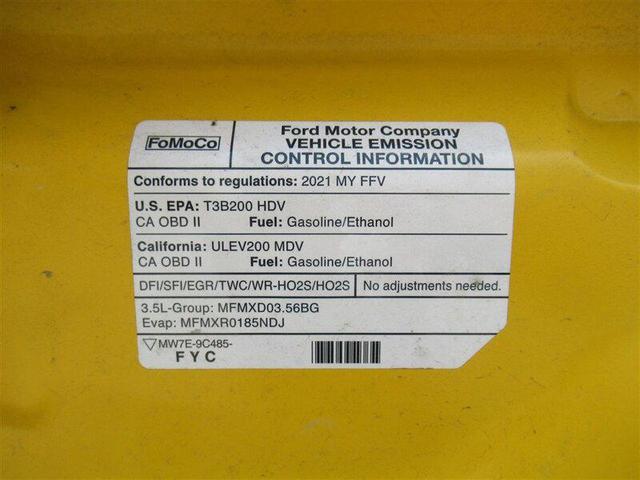 FoMoCo
Ford Motor Company
VEHICLE EMISSION
CONTROL INFORMATION
Conforms to regulations: 2021 MY FFV
U.S. EPA: T3B200 HDV
CA OBD II Fuel: Gasoline/Ethanol
California: ULEV200 MDV
CA OBD II Fuel: Gasoline/Ethanol
DFI/SFI/EGR/TWC/WR-HO2S/HO2S No adjustments needed.
3.5L-Group: MFMXD03.56BG
Evap: MFMXR0185NDJ
MW7E-9C485-
FYC